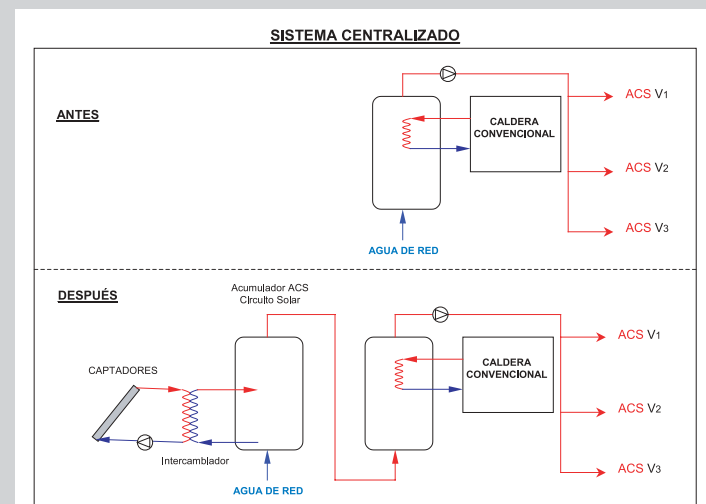 SISTEMA CENTRALIZADO
ANTES
CALDERA
CONVENCIONAL
ACS V1
ACS V2
ACS V3
AGUA DE RED
DESPUÉS
Acumulador ACS
Circuito Solar
CAPTADORES
Intercambiador
AGUA DE RED
CALDERA
CONVENCIONAL
ACS V1
ACS V2
ACS V3